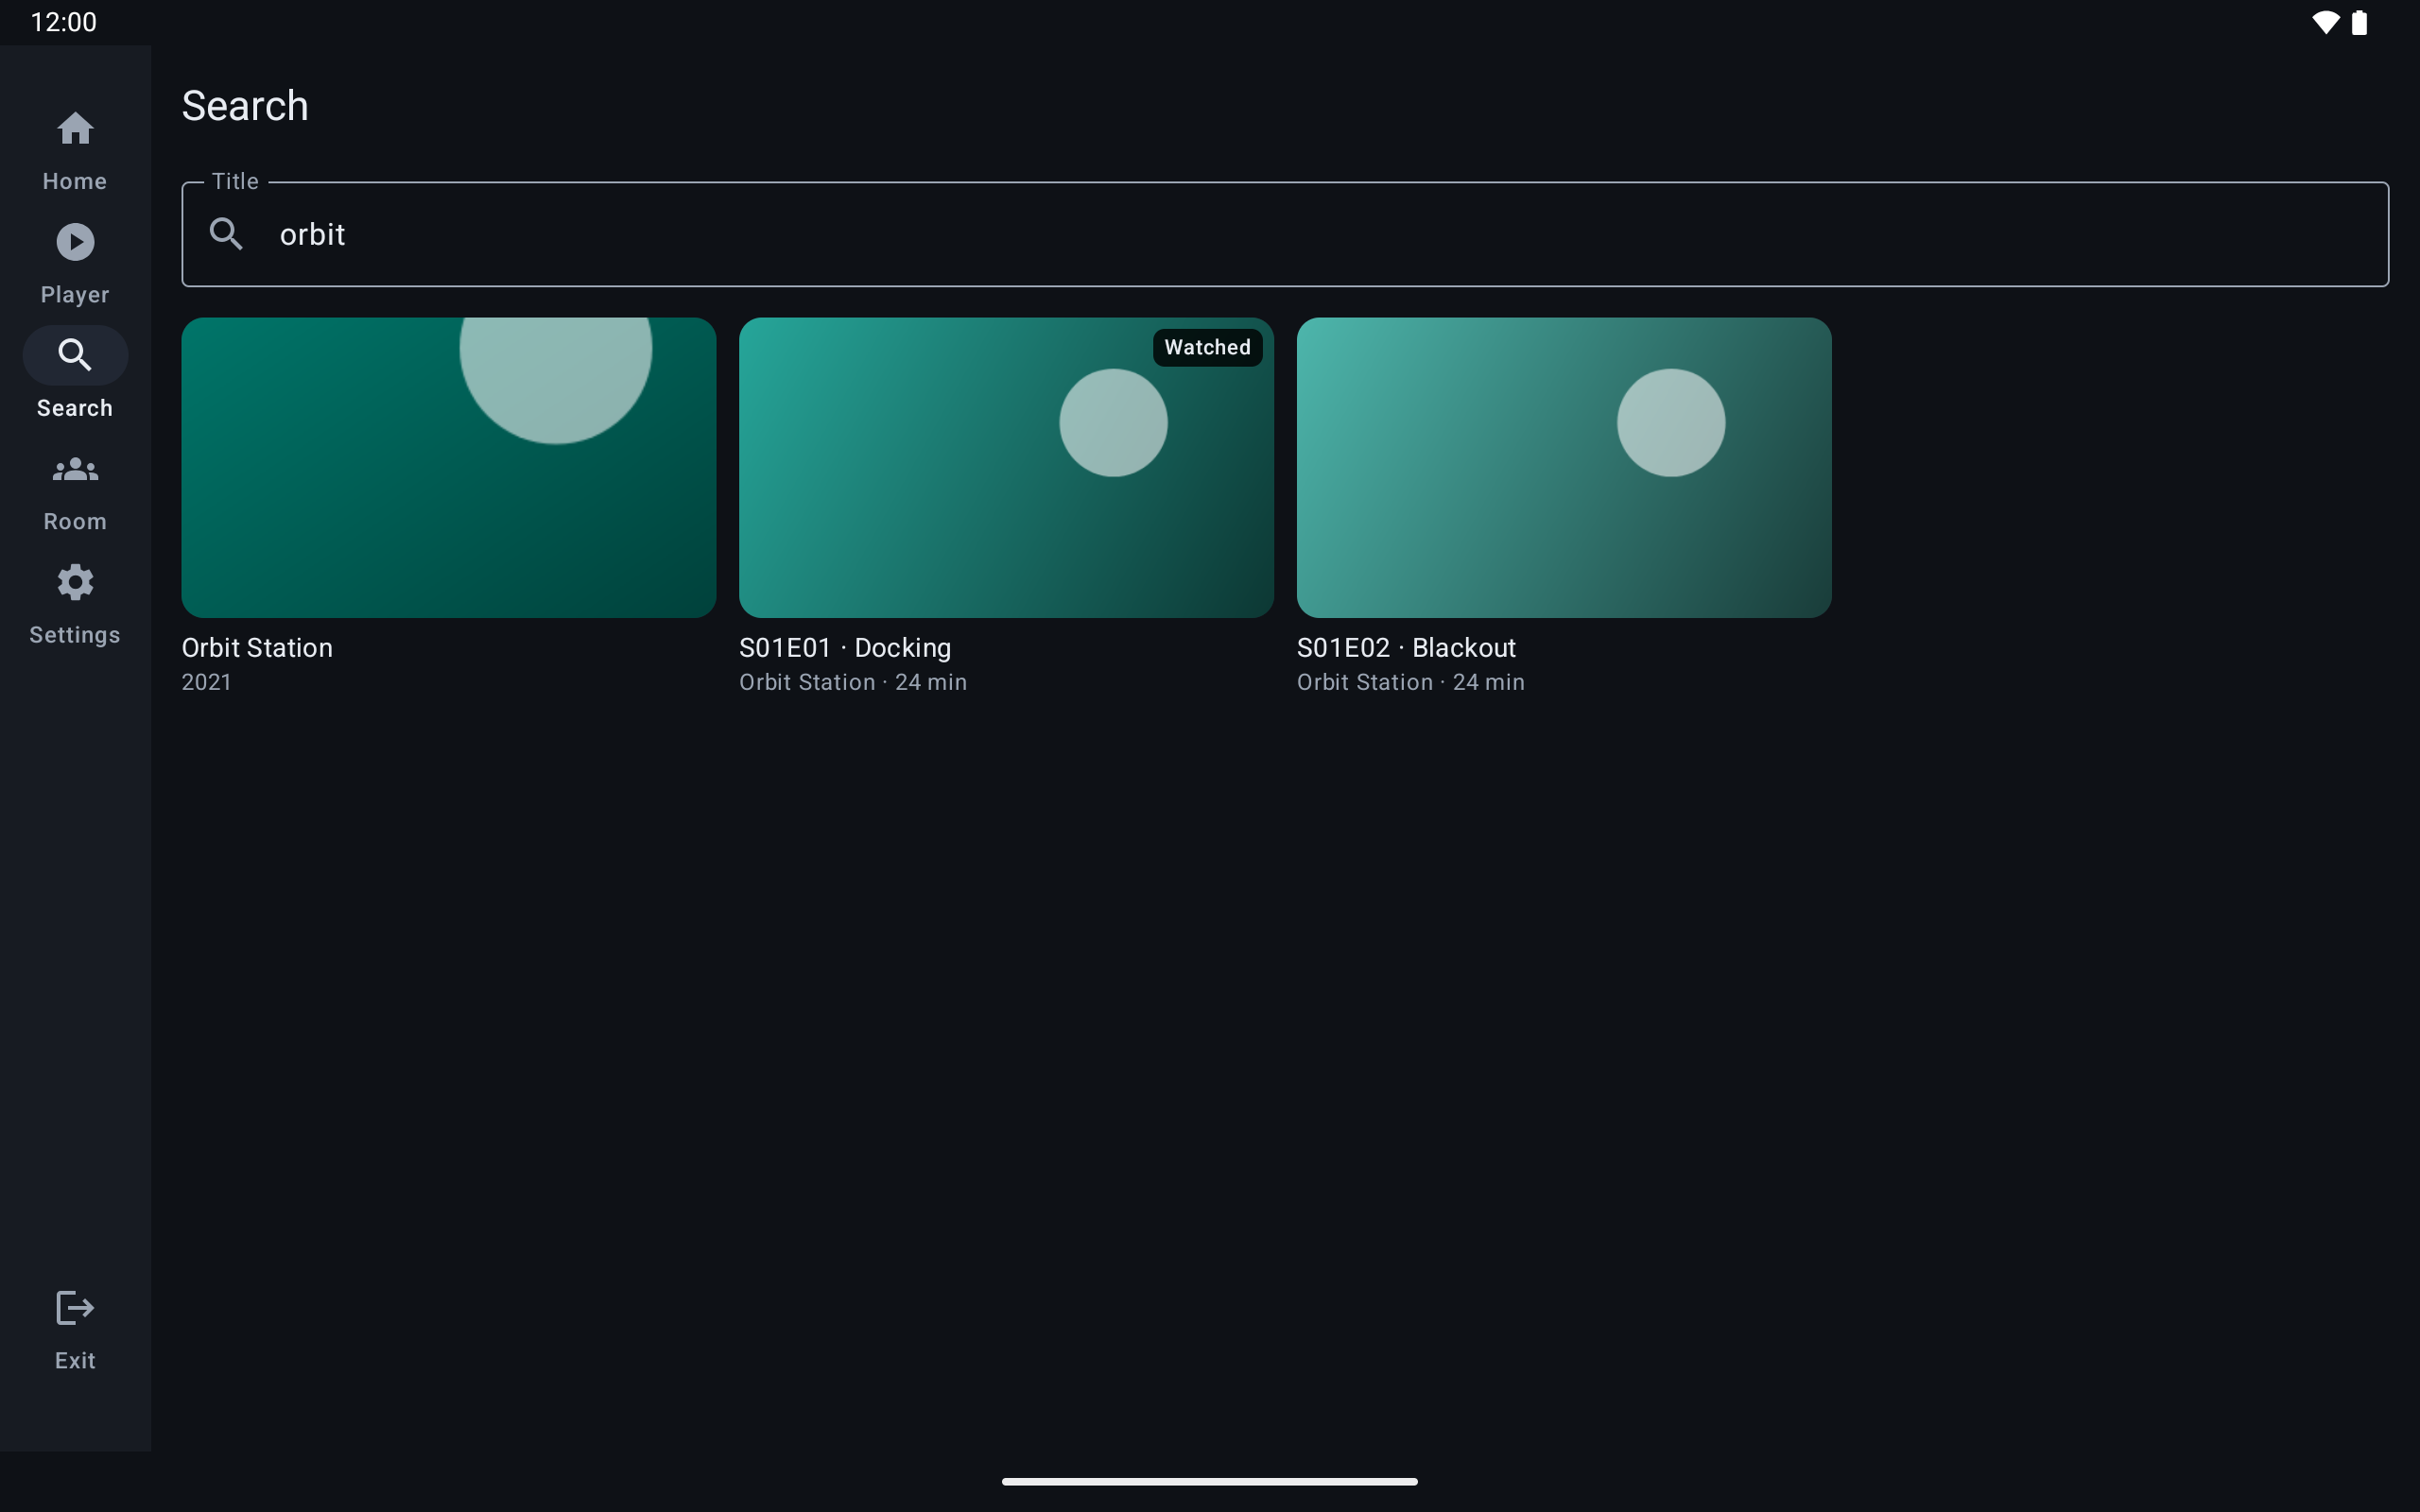 12:00
Home
Player
Search
Room
Settings
Exit
Search
Title
orbit
Orbit Station
2021
Watched
S01E01 · Docking
Orbit Station · 24 min
S01E02 · Blackout
Orbit Station · 24 min